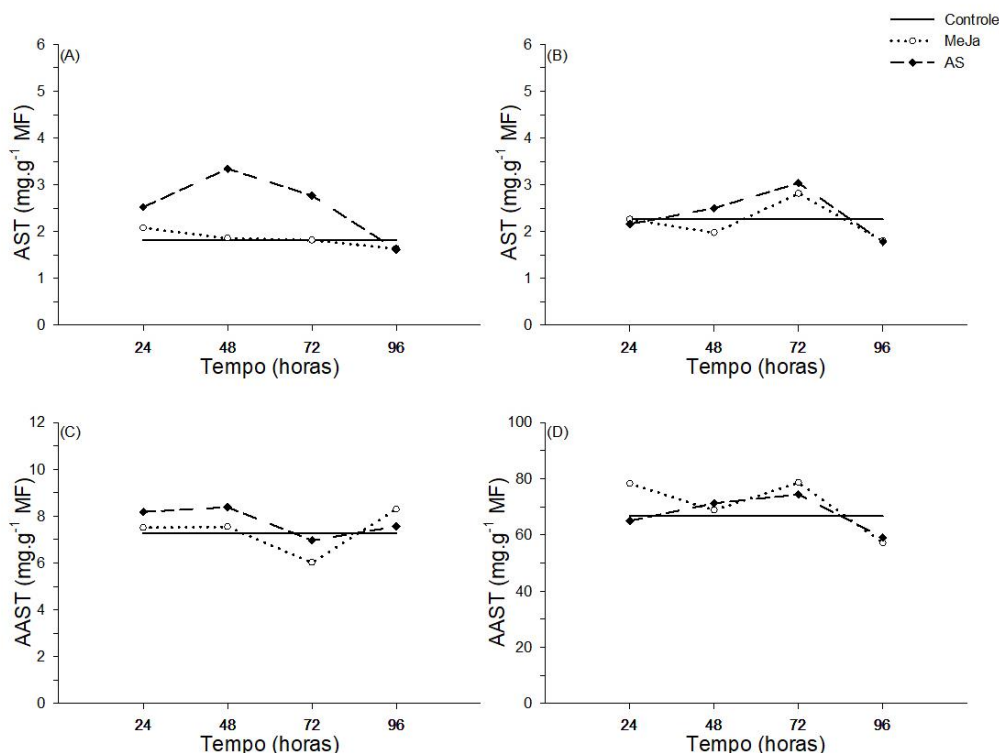 Controle
MeJa
AS
(A)
6
5
4
3
2
1
0
AST (mg.g⁻¹ MF)
24 48 72 96
Tempo (horas)
(B)
6
5
4
3
2
1
0
AST (mg.g⁻¹ MF)
24 48 72 96
Tempo (horas)
(C)
12
10
8
6
4
2
0
AAST (mg.g⁻¹ MF)
24 48 72 96
Tempo (horas)
(D)
100
80
60
40
20
0
AAST (mg.g⁻¹ MF)
24 48 72 96
Tempo (horas)